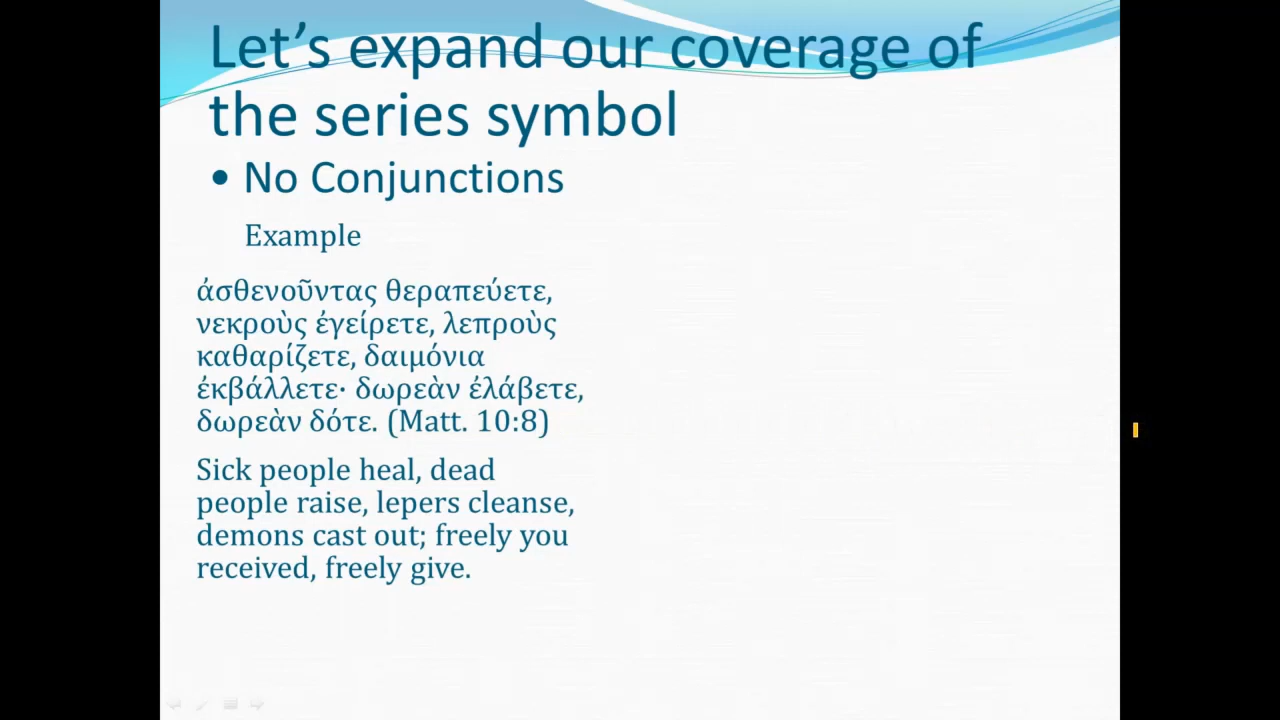 Let’s expand our coverage of
the series symbol
• No Conjunctions
Example
ἀσθενοῦντας θεραπεύετε,
νεκροὺς ἐγείρετε, λεπροὺς
καθαρίζετε, δαιμόνια
ἐκβάλλετε· δωρεὰν ἐλάβετε,
δωρεὰν δότε. (Matt. 10:8)
Sick people heal, dead
people raise, lepers cleanse,
demons cast out; freely you
received, freely give.